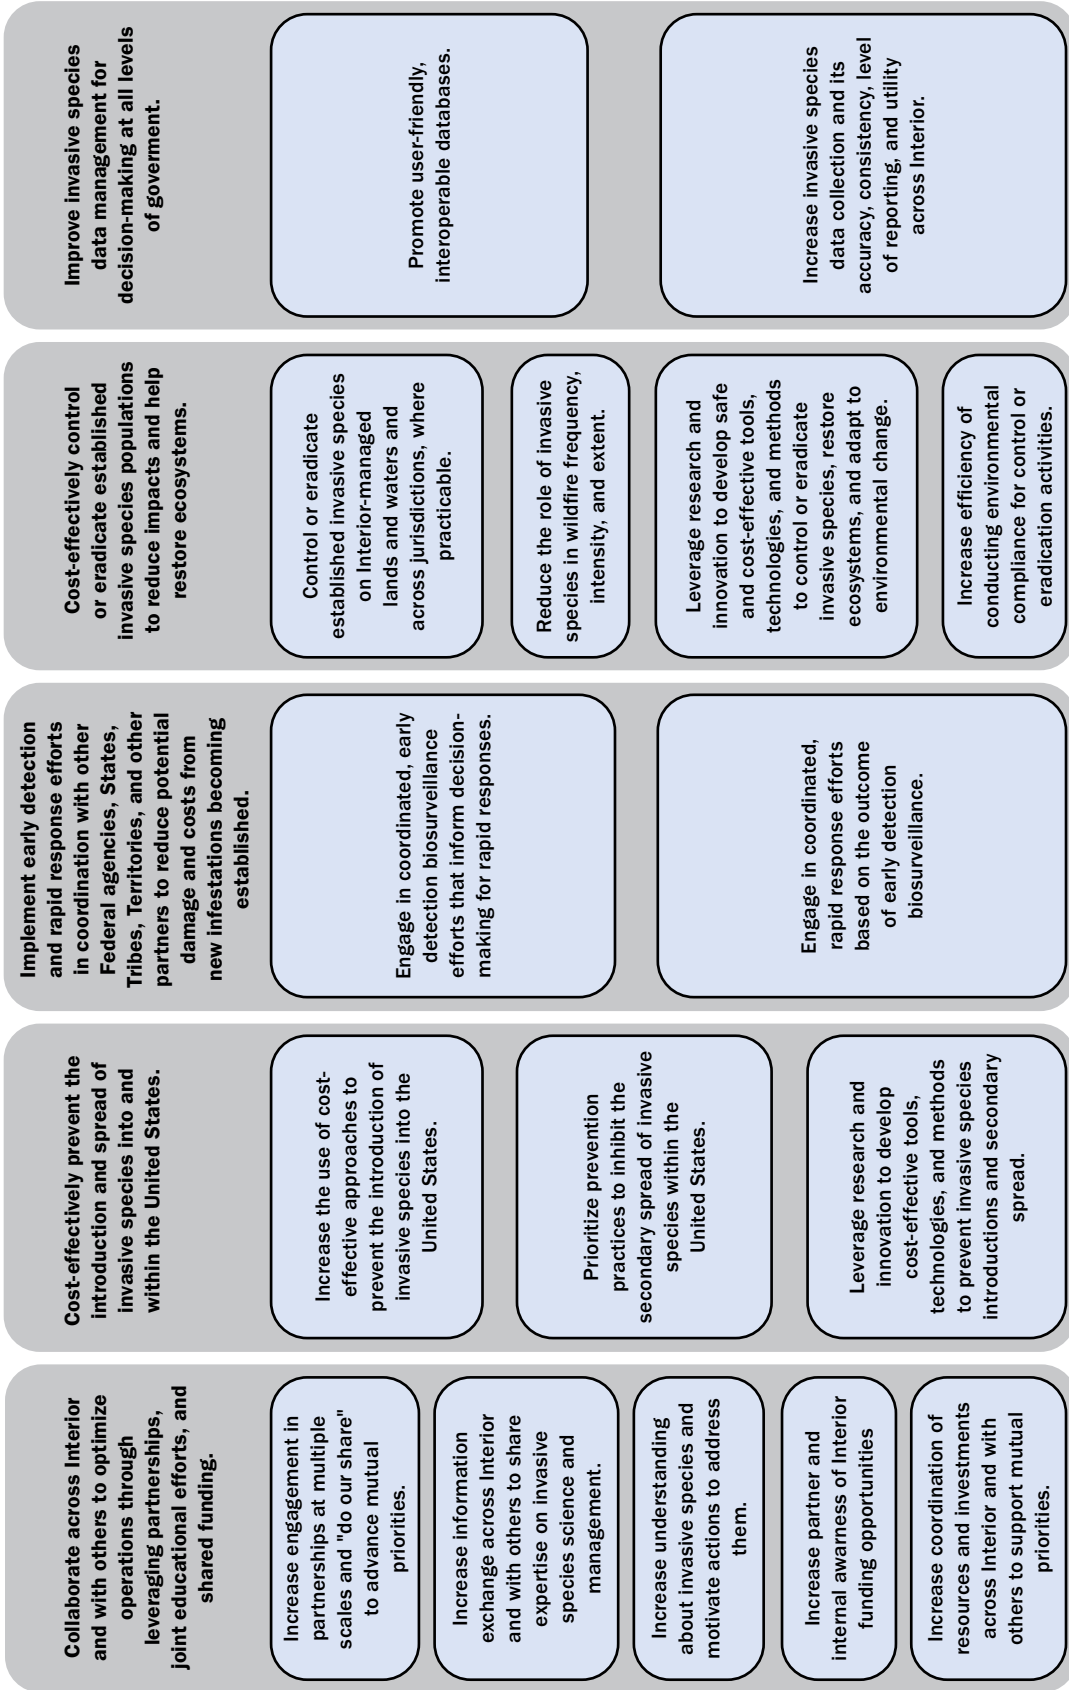 Collaborate across Interior
and with others to optimize
operations through
leveraging partnerships,
joint educational efforts, and
shared funding.
Increase engagement in
partnerships at multiple
scales and "do our share"
to advance mutual
priorities.
Increase information
exchange across Interior
and with others to share
expertise on invasive
species science and
management.
Increase understanding
about invasive species and
motivate actions to address
them.
Increase partner and
internal awareness of Interior
funding opportunities
Increase coordination of
resources and investments
across Interior and with
others to support mutual
priorities.
Cost-effectively prevent the
introduction and spread of
invasive species into and
within the United States.
Increase the use of cost-
effective approaches to
prevent the introduction of
invasive species into the
United States.
Prioritize prevention
practices to inhibit the
secondary spread of invasive
species within the
United States.
Leverage research and
innovation to develop
cost-effective tools,
technologies, and methods
to prevent invasive species
introductions and secondary
spread.
Implement early detection
and rapid response efforts
in coordination with other
Federal agencies, States,
Tribes, Territories, and other
partners to reduce potential
damage and costs from
new infestations becoming
established.
Engage in coordinated, early
detection biosurveillance
efforts that inform decision-
making for rapid responses.
Engage in coordinated,
rapid response efforts
based on the outcome
of early detection
biosurveillance.
Cost-effectively control
or eradicate established
invasive species populations
to reduce impacts and help
restore ecosystems.
Control or eradicate
established invasive species
on Interior-managed
lands and waters and
across jurisdictions, where
practicable.
Reduce the role of invasive
species in wildfire frequency,
intensity, and extent.
Leverage research and
innovation to develop safe
and cost-effective tools,
technologies, and methods
to control or eradicate
invasive species, restore
ecosystems, and adapt to
environmental change.
Increase efficiency of
conducting environmental
compliance for control or
eradication activities.
Improve invasive species
data management for
decision-making at all levels
of goverment.
Promote user-friendly,
interoperable databases.
Increase invasive species
data collection and its
accuracy, consistency, level
of reporting, and utility
across Interior.